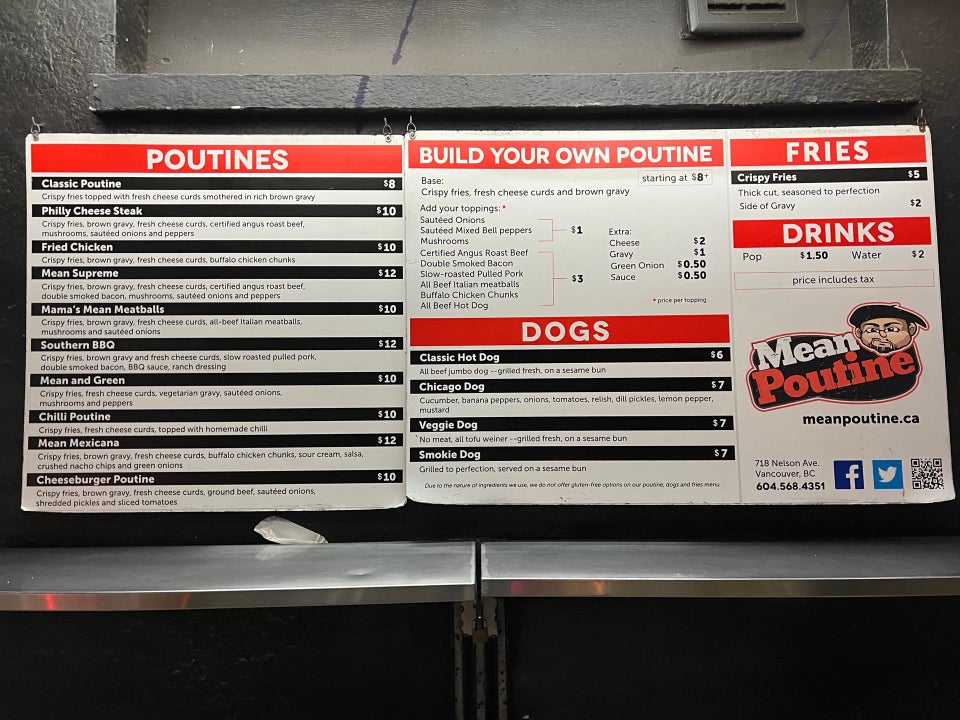 POUTINES
Classic Poutine $8
Crispy fries topped with fresh cheese curds smothered in rich brown gravy
Philly Cheese Steak $10
Crispy fries, brown gravy, fresh cheese curds, certified angus roast beef,
mushrooms, sautéed onions and peppers
Fried Chicken $10
Crispy fries, brown gravy, fresh cheese curds, buffalo chicken chunks
Mean Supreme $12
Crispy fries, brown gravy, fresh cheese curds, certified angus roast beef,
double smoked bacon, mushrooms, sautéed onions and peppers
Mama's Mean Meatballs $10
Crispy fries, brown gravy, fresh cheese curds, all-beef Italian meatballs,
mushrooms and sautéed onions
Southern BBQ $12
Crispy fries, brown gravy and fresh cheese curds, slow roasted pulled pork,
double smoked bacon, BBQ sauce, ranch dressing
Mean and Green $10
Crispy fries, fresh cheese curds, vegetarian gravy, sautéed onions,
mushrooms and peppers
Chilli Poutine $10
Crispy fries, fresh cheese curds, topped with homemade chilli
Mean Mexicana $12
Crispy fries, brown gravy, fresh cheese curds, buffalo chicken chunks, sour cream, salsa,
crushed nacho chips and green onions
Cheeseburger Poutine $10
Crispy fries, brown gravy, fresh cheese curds, ground beef, sautéed onions,
shredded pickles and sliced tomatoes
BUILD YOUR OWN POUTINE
Base: starting at $8+
Crispy fries, fresh cheese curds and brown gravy
Add your toppings:*
Sautéed Onions
Sautéed Mixed Bell peppers $1
Mushrooms
Certified Angus Roast Beef
Double Smoked Bacon
Slow-roasted Pulled Pork $3
All Beef Italian meatballs
Buffalo Chicken Chunks
All Beef Hot Dog
Extra:
Cheese $2
Gravy $1
Green Onion $0.50
Sauce $0.50
* price per topping
DOGS
Classic Hot Dog $6
All beef jumbo dog --grilled fresh, on a sesame bun
Chicago Dog $7
Cucumber, banana peppers, onions, tomatoes, relish, dill pickles, lemon pepper,
mustard
Veggie Dog $7
No meat, all tofu weiner --grilled fresh, on a sesame bun
Smokie Dog $7
Grilled to perfection, served on a sesame bun
Due to the nature of ingredients we use, we do not offer gluten-free options on our poutine, dogs and fries menu.
FRIES
Crispy Fries $5
Thick cut, seasoned to perfection
Side of Gravy $2
DRINKS
Pop $1.50 Water $2
price includes tax
Mean
Poutine
meanpoutine.ca
718 Nelson Ave.
Vancouver, BC
604.568.4351